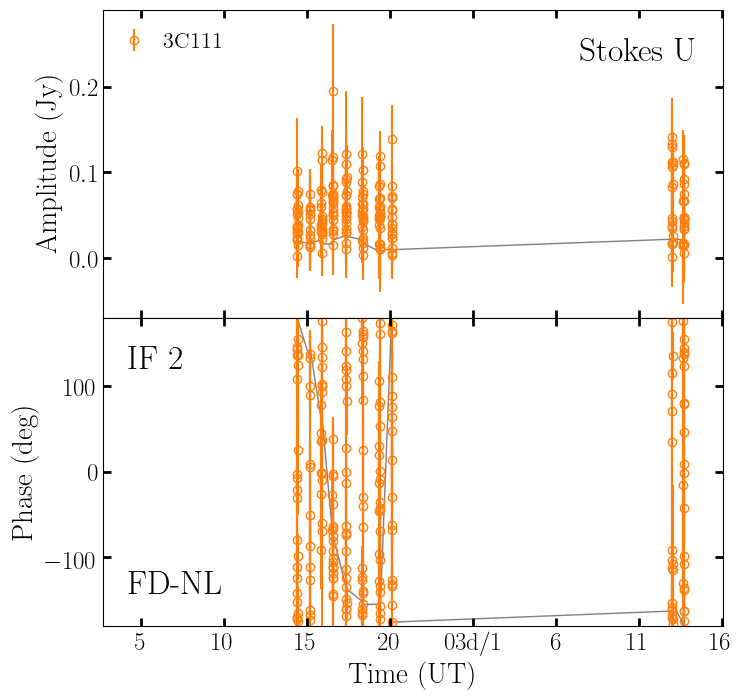 3C111
Stokes U
Amplitude (Jy)
0.2
0.1
0.0
IF 2
FD-NL
Phase (deg)
100
0
−100
5 10 15 20 03d/1 6 11 16
Time (UT)